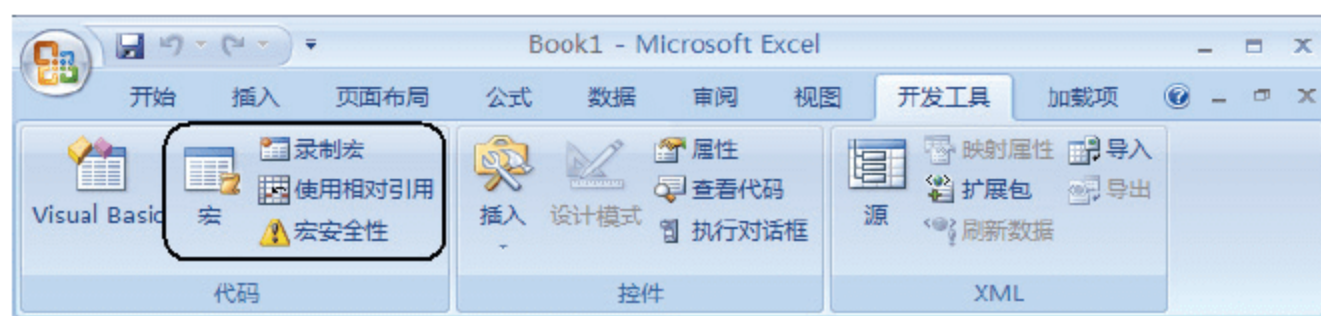 Book1 - Microsoft Excel
开始 插入 页面布局 公式 数据 审阅 视图 开发工具 加载项
Visual Basic
宏
录制宏
使用相对引用
宏安全性
代码
插入
设计模式
属性
查看代码
执行对话框
控件
源
映射属性
扩展包
刷新数据
导入
导出
XML